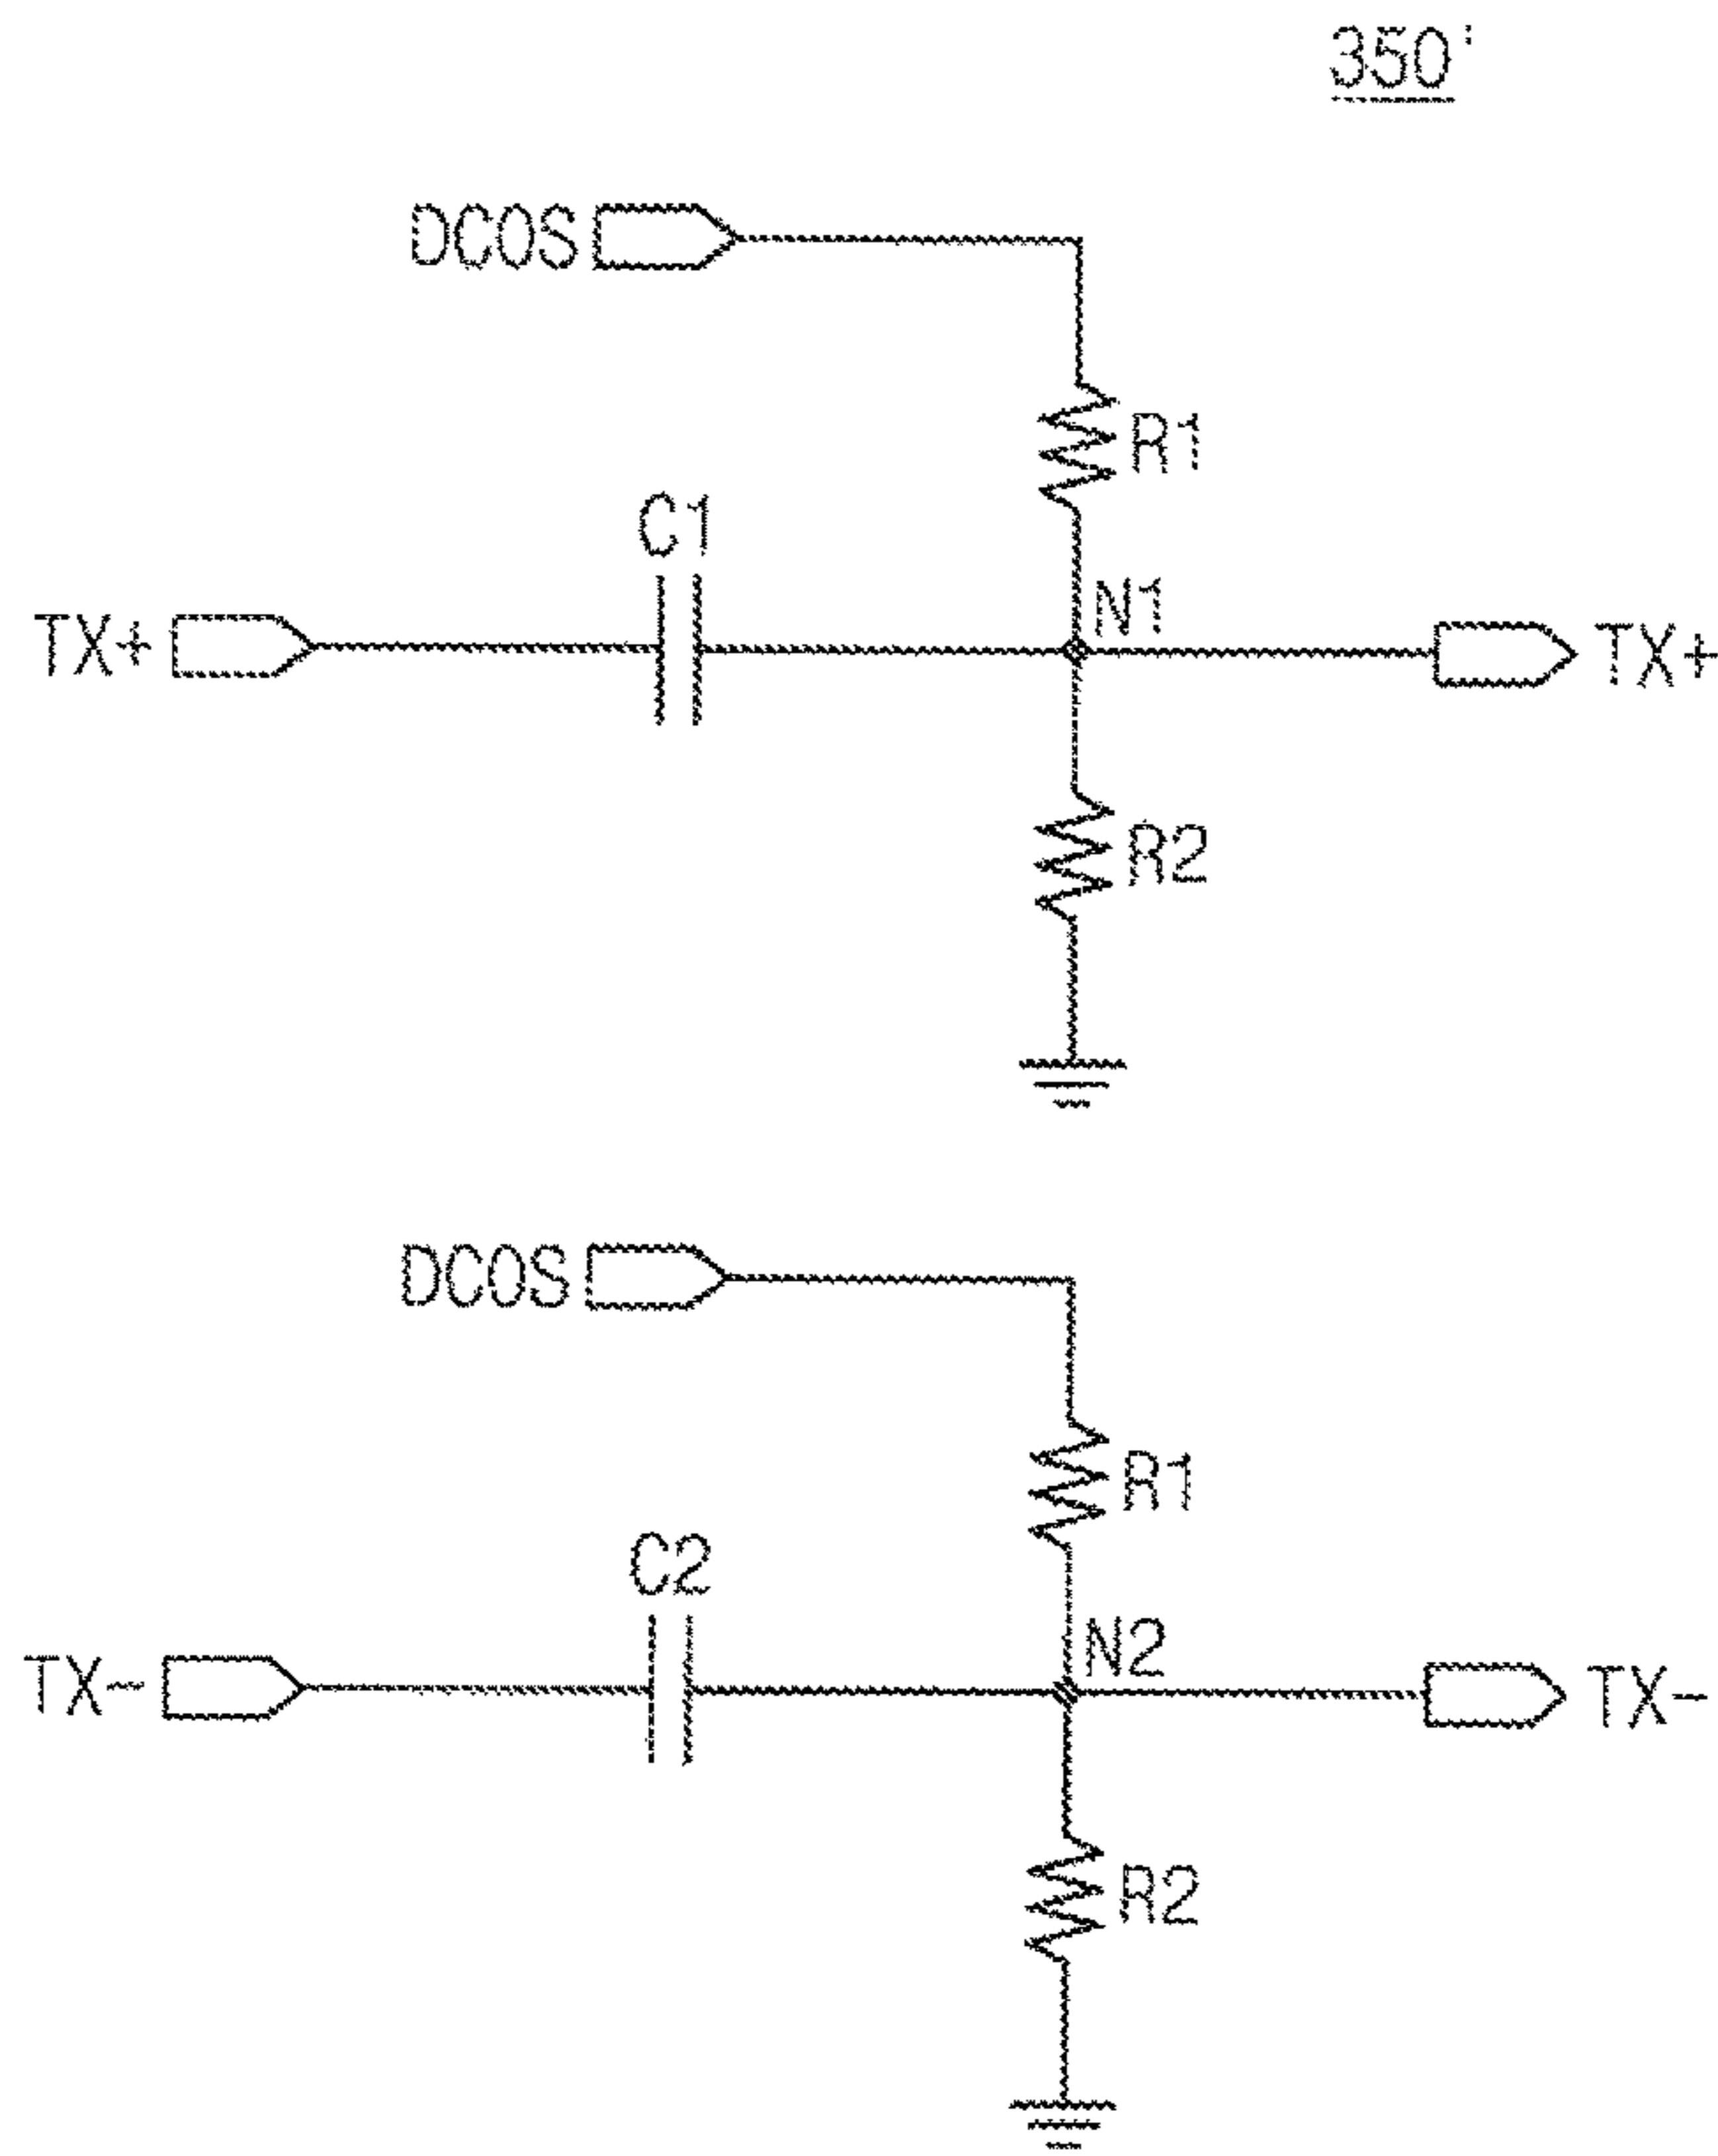 350'
DCOS
R1
C1
N1
TX+
TX+
R2
DCOS
R1
C2
N2
TX-
TX-
R2